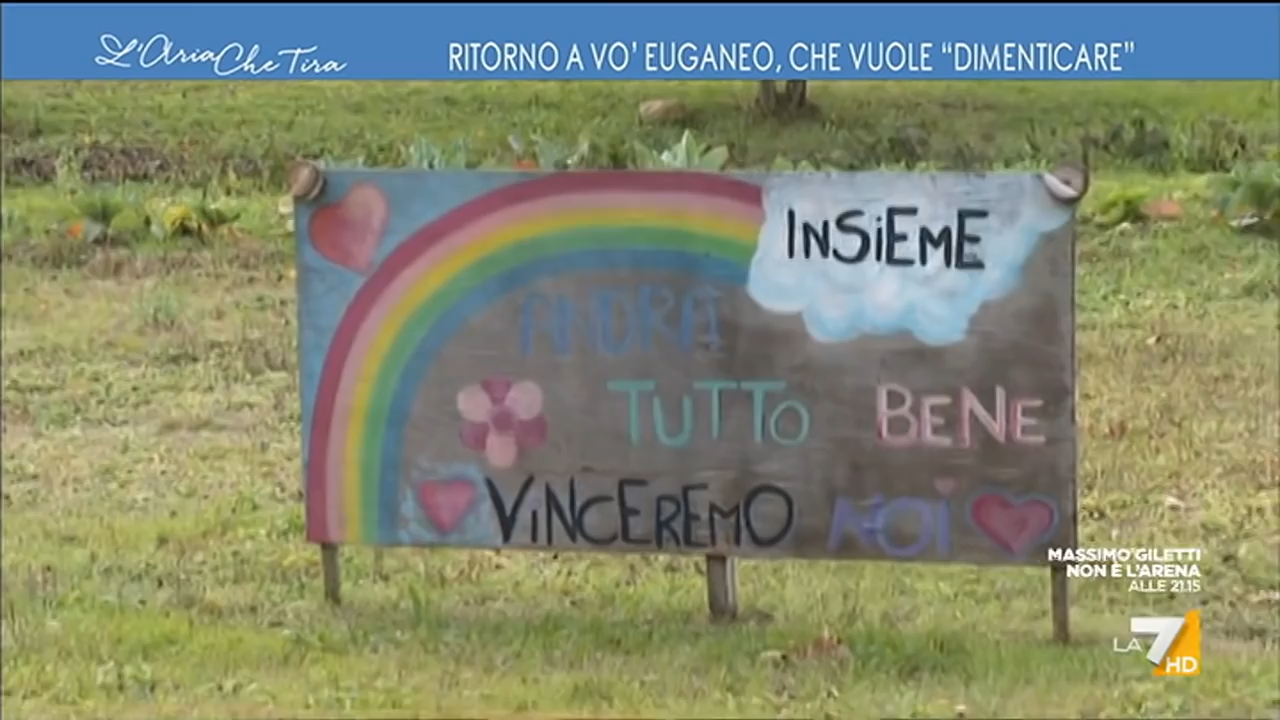 L'Aria Che Tira
RITORNO A VO' EUGANEO, CHE VUOLE “DIMENTICARE”
INSiEME
ANDRÀ
TUTTO BENE
ViNCEREMO NOi
MASSIMO GILETTI
NON È L'ARENA
ALLE 21.15
LA7
HD